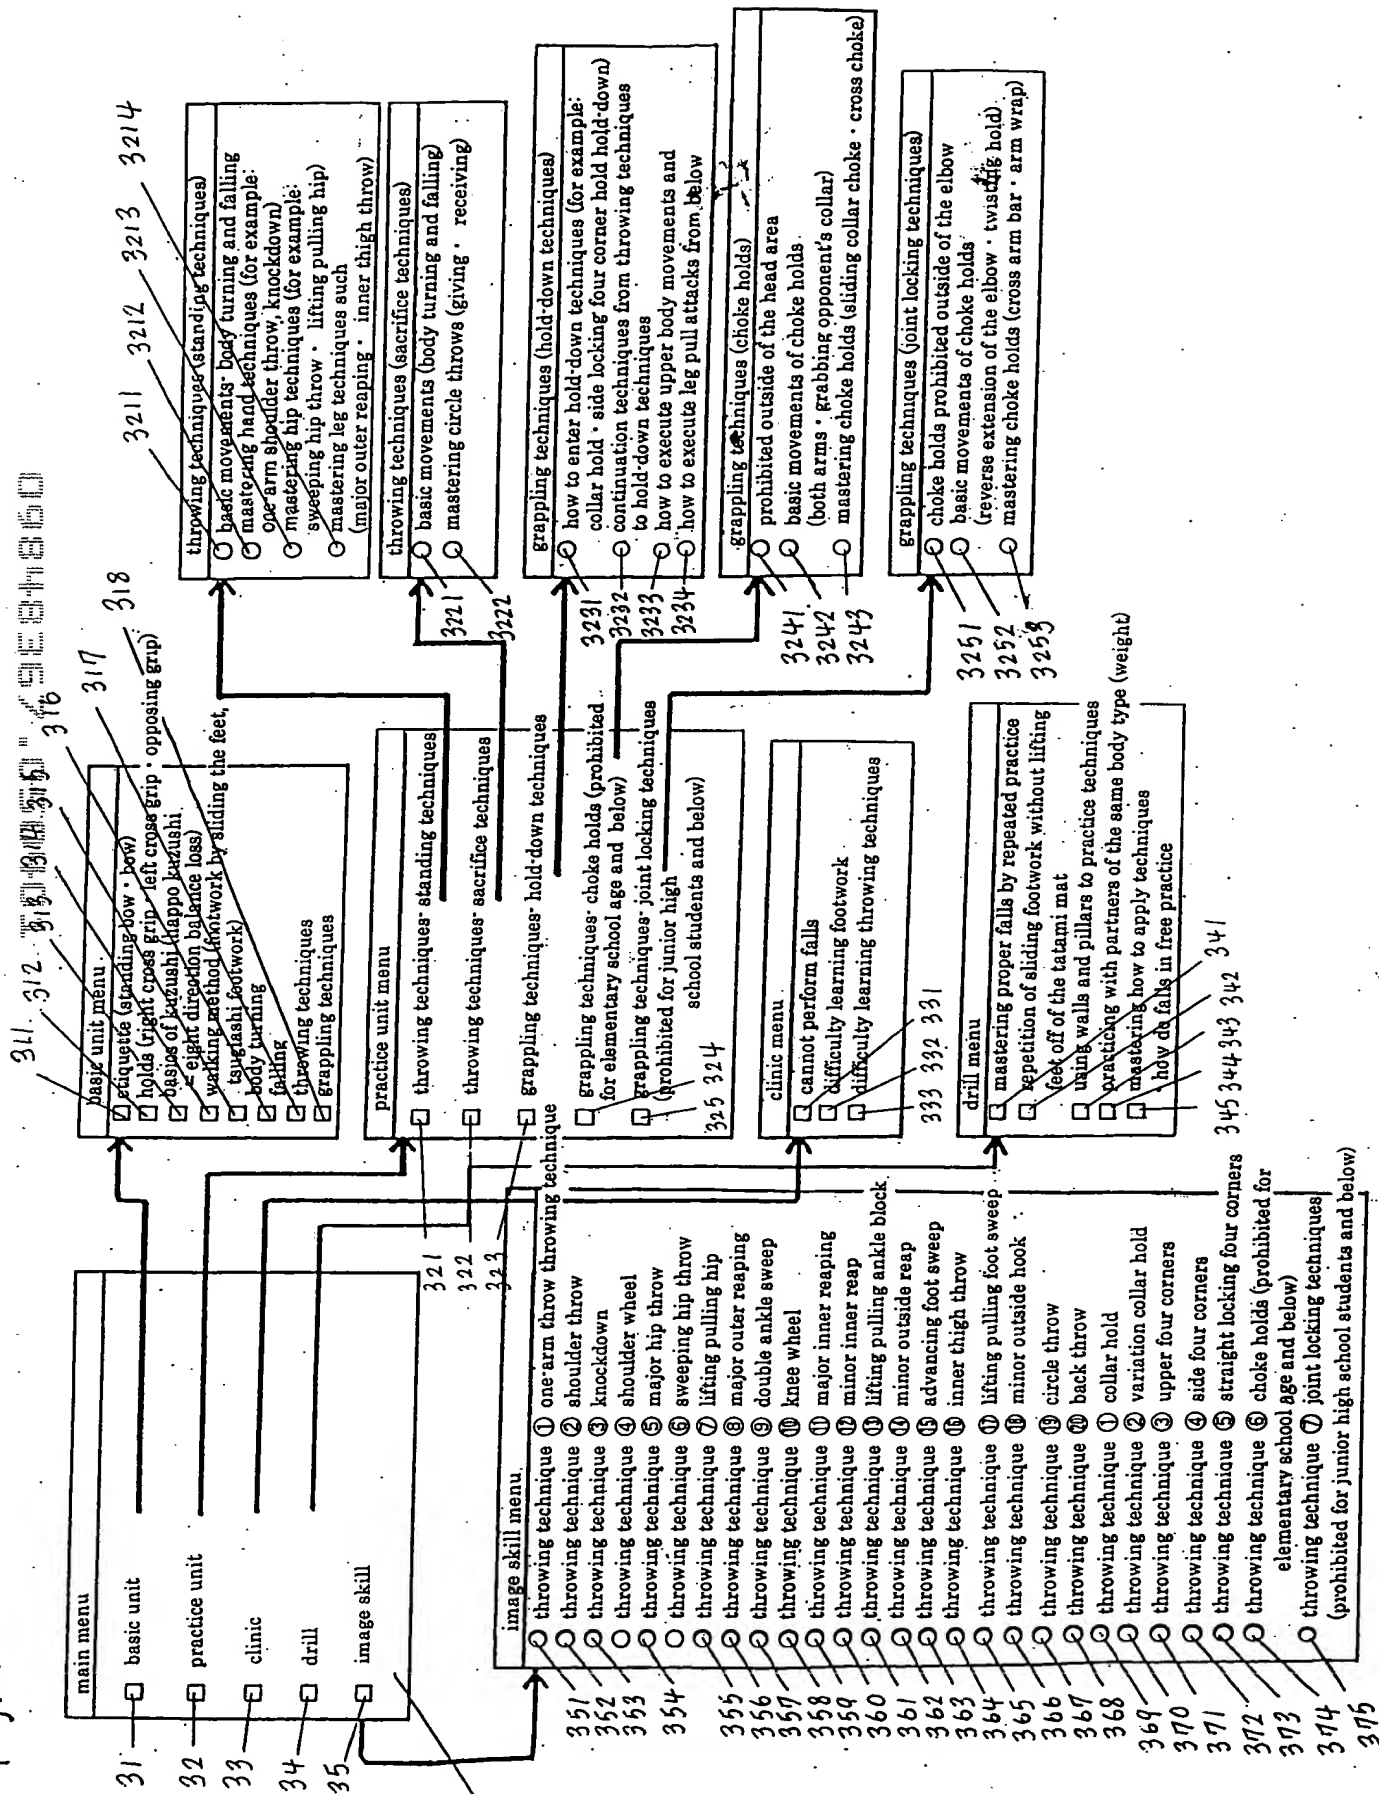 main menu
31
basic unit
32
practice unit
33
clinic
34
drill
35
image skill
311
312
316
317
318
basic unit menu
etiquette (standing bow · bow)
holds (right cross grip · left cross grip · opposing grip)
basics of kuzushi (happo kuzushi
= eight direction balance loss)
walking method (footwork by sliding the feet,
tsugiashi footwork)
body turning
falling
throwing techniques
grappling techniques
practice unit menu
throwing techniques- standing techniques
throwing techniques- sacrifice techniques
grappling techniques- hold-down techniques
grappling techniques- choke holds (prohibited
for elementary school age and below)
grappling techniques- joint locking techniques
(prohibited for junior high
school students and below)
321
322
323
325 324
clinic menu
cannot perform falls
difficulty learning footwork
difficulty learning throwing techniques
333 332 331
drill menu
mastering proper falls by repeated practice
repetition of sliding footwork without lifting
feet off of the tatami mat
using walls and pillars to practice techniques
practicing with partners of the same body type (weight)
mastering how to apply techniques
how do falls in free practice
345 344 343 342 341
3211 3212 3213 3214
throwing techniques (standing techniques)
basic movements- body turning and falling
mastering hand techniques (for example:
one-arm shoulder throw, knockdown)
mastering hip techniques (for example:
sweeping hip throw · lifting pulling hip)
mastering leg techniques such
(major outer reaping · inner thigh throw)
throwing techniques (sacrifice techniques)
basic movements (body turning and falling)
mastering circle throws (giving · receiving)
3221
3222
grappling techniques (hold-down techniques)
how to enter hold-down techniques (for example:
collar hold · side locking four corner hold hold-down)
continuation techniques from throwing techniques
to hold-down techniques
how to execute upper body movements and
how to execute leg pull attacks from below
3231
3232
3233
3234
grappling techniques (choke holds)
prohibited outside of the head area
basic movements of choke holds
(both arms · grabbing opponent's collar)
mastering choke holds (sliding collar choke · cross choke)
3241
3242
3243
grappling techniques (joint locking techniques)
choke holds prohibited outside of the elbow
basic movements of choke holds
(reverse extension of the elbow · twisting hold)
mastering choke holds (cross arm bar · arm wrap)
3251
3252
3253
image skill menu
throwing technique ① one-arm throw throwing technique
throwing technique ② shoulder throw
throwing technique ③ knockdown
throwing technique ④ shoulder wheel
throwing technique ⑤ major hip throw
throwing technique ⑥ sweeping hip throw
throwing technique ⑦ lifting pulling hip
throwing technique ⑧ major outer reaping
throwing technique ⑨ double ankle sweep
throwing technique ⑩ knee wheel
throwing technique ⑪ major inner reaping
throwing technique ⑫ minor inner reap
throwing technique ⑬ lifting pulling ankle block
throwing technique ⑭ minor outside reap
throwing technique ⑮ advancing foot sweep
throwing technique ⑯ inner thigh throw
throwing technique ⑰ lifting pulling foot sweep
throwing technique ⑱ minor outside hook
throwing technique ⑲ circle throw
throwing technique ⑳ back throw
throwing technique ① collar hold
throwing technique ② variation collar hold
throwing technique ③ upper four corners
throwing technique ④ side four corners
throwing technique ⑤ straight locking four corners
throwing technique ⑥ choke holds (prohibited for
elementary school age and below)
throwing technique ⑦ joint locking techniques
(prohibited for junior high school students and below)
351
352
353
354
355
356
357
358
359
360
361
362
363
364
365
366
367
368
369
370
371
372
373
374
375